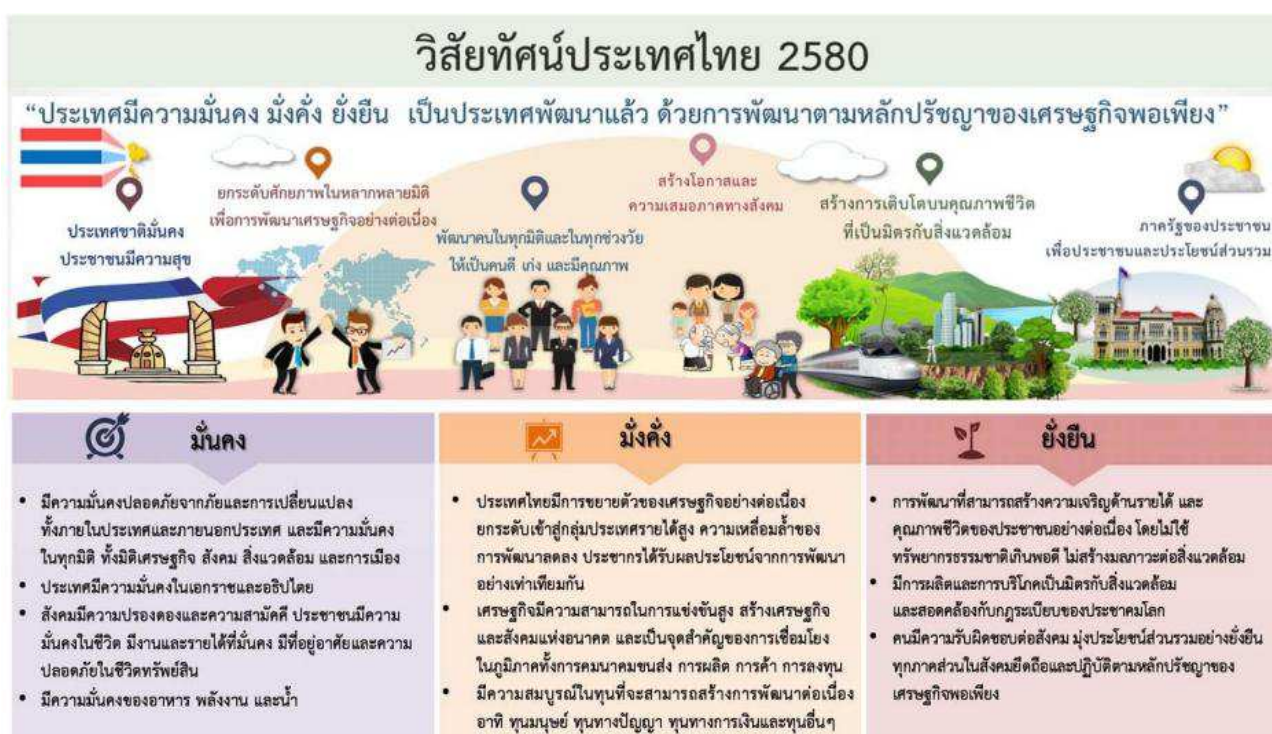 วิสัยทัศน์ประเทศไทย 2580
“ประเทศมีความมั่นคง มั่งคั่ง ยั่งยืน เป็นประเทศพัฒนาแล้ว ด้วยการพัฒนาตามหลักปรัชญาของเศรษฐกิจพอเพียง”
ประเทศชาติมั่นคง
ประชาชนมีความสุข
ยกระดับศักยภาพในหลากหลายมิติ
เพื่อการพัฒนาเศรษฐกิจอย่างต่อเนื่อง
พัฒนาคนในทุกมิติและในทุกช่วงวัย
ให้เป็นคนดี เก่ง และมีคุณภาพ
สร้างโอกาสและ
ความเสมอภาคทางสังคม
สร้างการเติบโตบนคุณภาพชีวิต
ที่เป็นมิตรกับสิ่งแวดล้อม
ภาครัฐของประชาชน
เพื่อประชาชนและประโยชน์ส่วนรวม
มั่นคง
• มีความมั่นคงปลอดภัยจากภัยและการเปลี่ยนแปลง
ทั้งภายในประเทศและภายนอกประเทศ และมีความมั่นคง
ในทุกมิติ ทั้งมิติเศรษฐกิจ สังคม สิ่งแวดล้อม และการเมือง
• ประเทศมีความมั่นคงในเอกราชและอธิปไตย
• สังคมมีความปรองดองและความสามัคคี ประชาชนมีความ
มั่นคงในชีวิต มีงานและรายได้ที่มั่นคง มีที่อยู่อาศัยและความ
ปลอดภัยในชีวิตทรัพย์สิน
• มีความมั่นคงของอาหาร พลังงาน และน้ำ
มั่งคั่ง
• ประเทศไทยมีการขยายตัวของเศรษฐกิจอย่างต่อเนื่อง
ยกระดับเข้าสู่กลุ่มประเทศรายได้สูง ความเหลื่อมล้ำของ
การพัฒนาลดลง ประชากรได้รับผลประโยชน์จากการพัฒนา
อย่างเท่าเทียมกัน
• เศรษฐกิจมีความสามารถในการแข่งขันสูง สร้างเศรษฐกิจ
และสังคมแห่งอนาคต และเป็นจุดสำคัญของการเชื่อมโยง
ในภูมิภาคทั้งการคมนาคมขนส่ง การผลิต การค้า การลงทุน
• มีความสมบูรณ์ในทุนที่จะสามารถสร้างการพัฒนาต่อเนื่อง
อาทิ ทุนมนุษย์ ทุนทางปัญญา ทุนทางการเงินและทุนอื่นๆ
ยั่งยืน
• การพัฒนาที่สามารถสร้างความเจริญด้านรายได้ และ
คุณภาพชีวิตของประชาชนอย่างต่อเนื่อง โดยไม่ใช้
ทรัพยากรธรรมชาติเกินพอดี ไม่สร้างมลภาวะต่อสิ่งแวดล้อม
• มีการผลิตและการบริโภคเป็นมิตรกับสิ่งแวดล้อม
และสอดคล้องกับกฎระเบียบของประชาคมโลก
• คนมีความรับผิดชอบต่อสังคม มุ่งประโยชน์ส่วนรวมอย่างยั่งยืน
ทุกภาคส่วนในสังคมยึดถือและปฏิบัติตามหลักปรัชญาของ
เศรษฐกิจพอเพียง